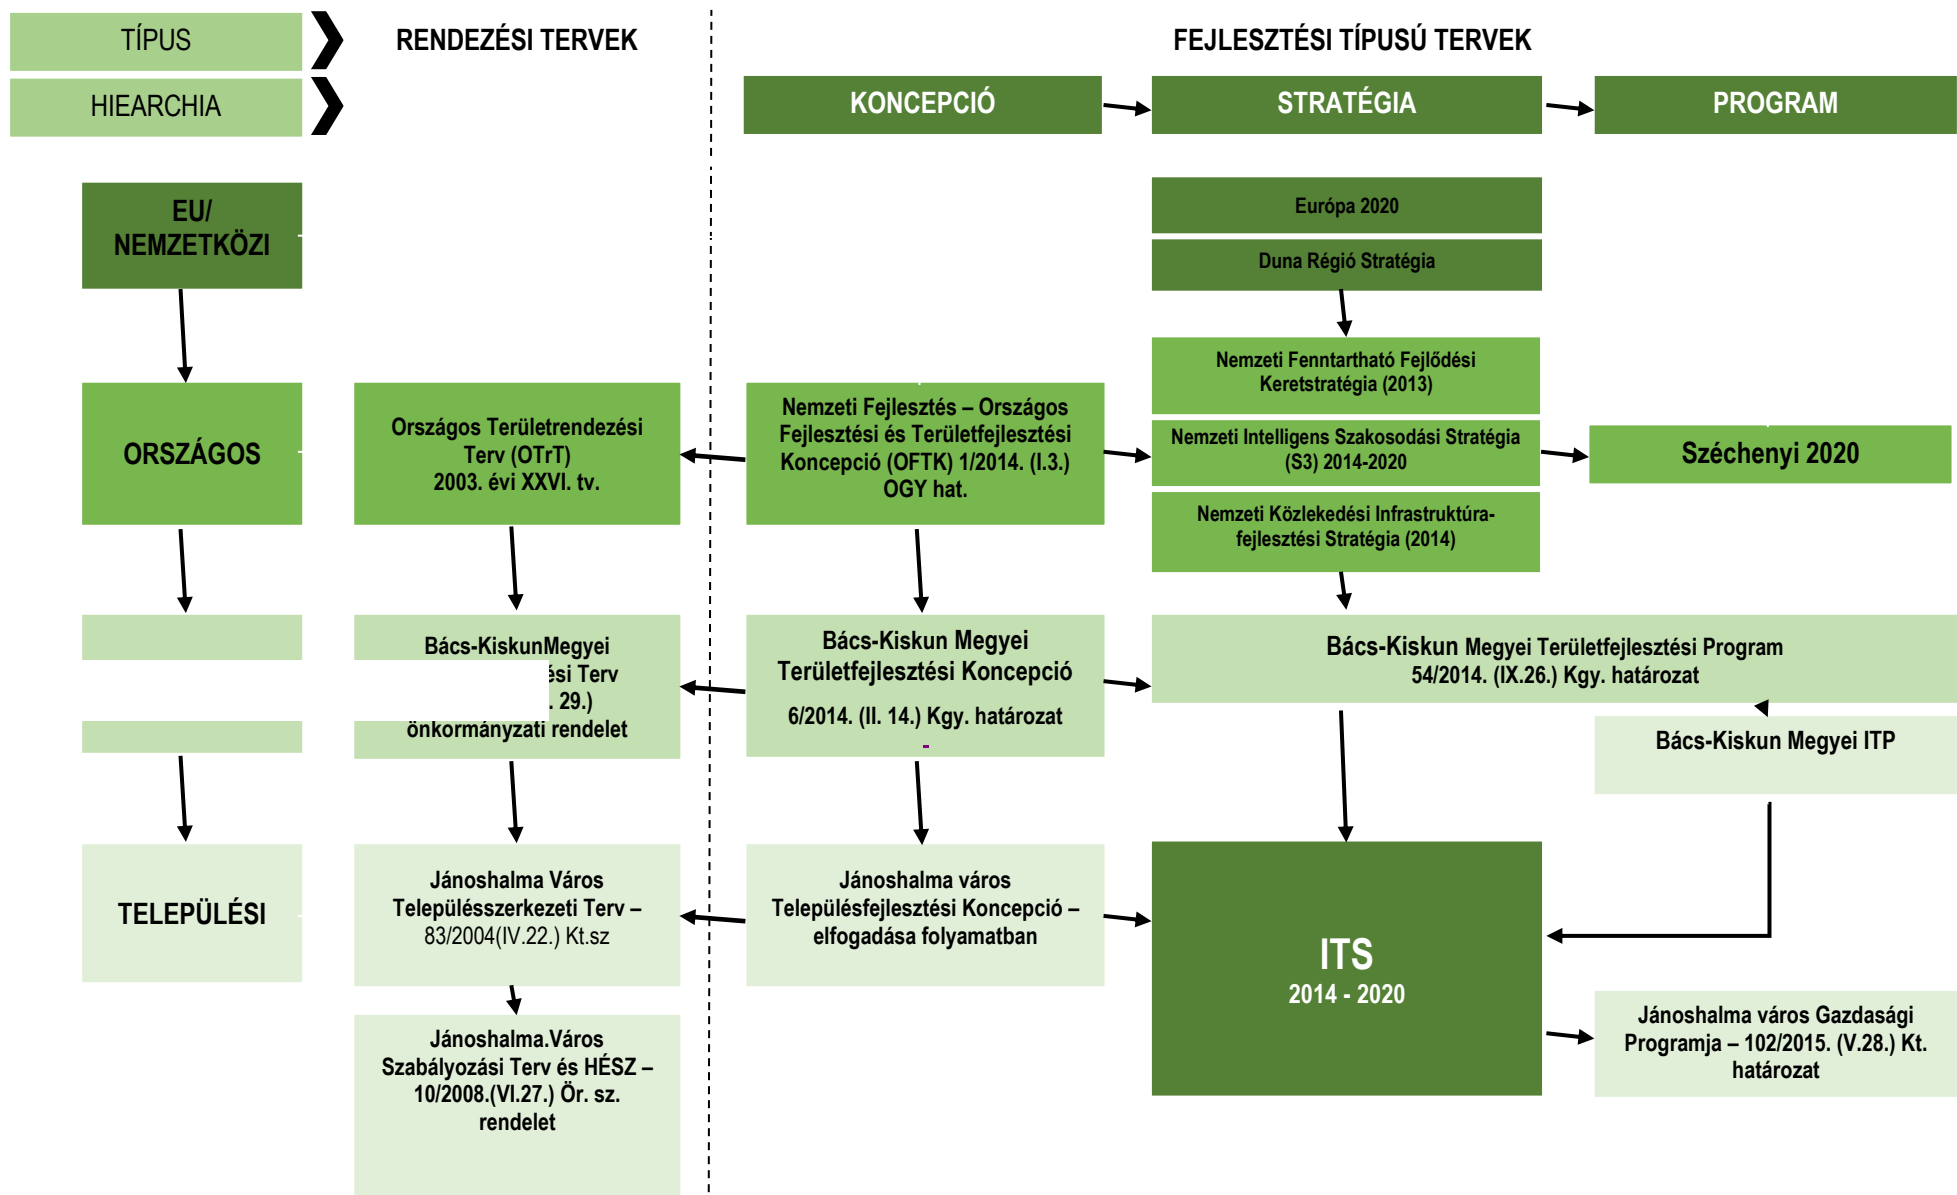 TÍPUS
RENDEZÉSI TERVEK
FEJLESZTÉSI TÍPUSÚ TERVEK
HIEARCHIA
KONCEPCIÓ
STRATÉGIA
PROGRAM
EU/
NEMZETKÖZI
Európa 2020
Duna Régió Stratégia
Nemzeti Fenntartható Fejlődési
Keretstratégia (2013)
ORSZÁGOS
Országos Területrendezési
Terv (OTrT)
2003. évi XXVI. tv.
Nemzeti Fejlesztés – Országos
Fejlesztési és Területfejlesztési
Koncepció (OFTK) 1/2014. (I.3.)
OGY hat.
Nemzeti Intelligens Szakosodási Stratégia
(S3) 2014-2020
Széchenyi 2020
Nemzeti Közlekedési Infrastruktúra-
fejlesztési Stratégia (2014)
Bács-KiskunMegyei
ési Terv
. 29.)
önkormányzati rendelet
Bács-Kiskun Megyei
Területfejlesztési Koncepció
6/2014. (II. 14.) Kgy. határozat
-
Bács-Kiskun Megyei Területfejlesztési Program
54/2014. (IX.26.) Kgy. határozat
Bács-Kiskun Megyei ITP
TELEPÜLÉSI
Jánoshalma Város
Településszerkezeti Terv –
83/2004(IV.22.) Kt.sz
Jánoshalma város
Településfejlesztési Koncepció –
elfogadása folyamatban
ITS
2014 - 2020
Jánoshalma.Város
Szabályozási Terv és HÉSZ –
10/2008.(VI.27.) Ör. sz.
rendelet
Jánoshalma város Gazdasági
Programja – 102/2015. (V.28.) Kt.
határozat